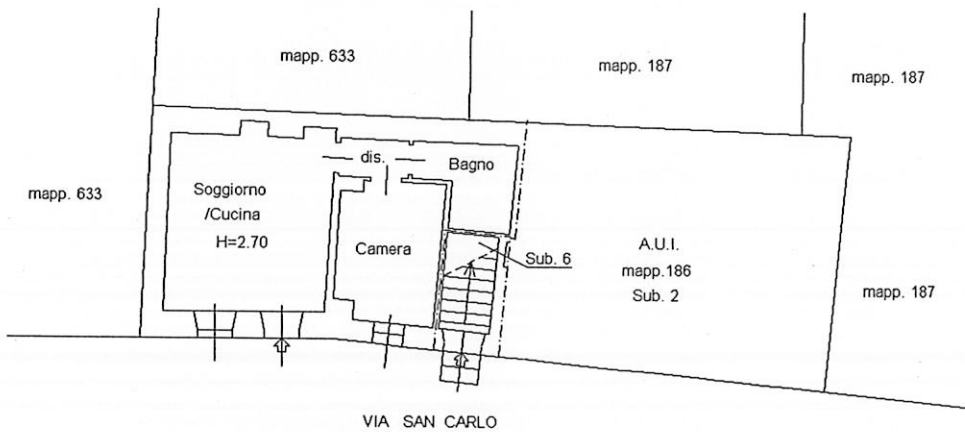 mapp. 633
mapp. 187
mapp. 187
mapp. 633
dis.
Bagno
Soggiorno
/Cucina
H=2.70
Camera
Sub. 6
A.U.I.
mapp.186
Sub. 2
mapp. 187
VIA SAN CARLO